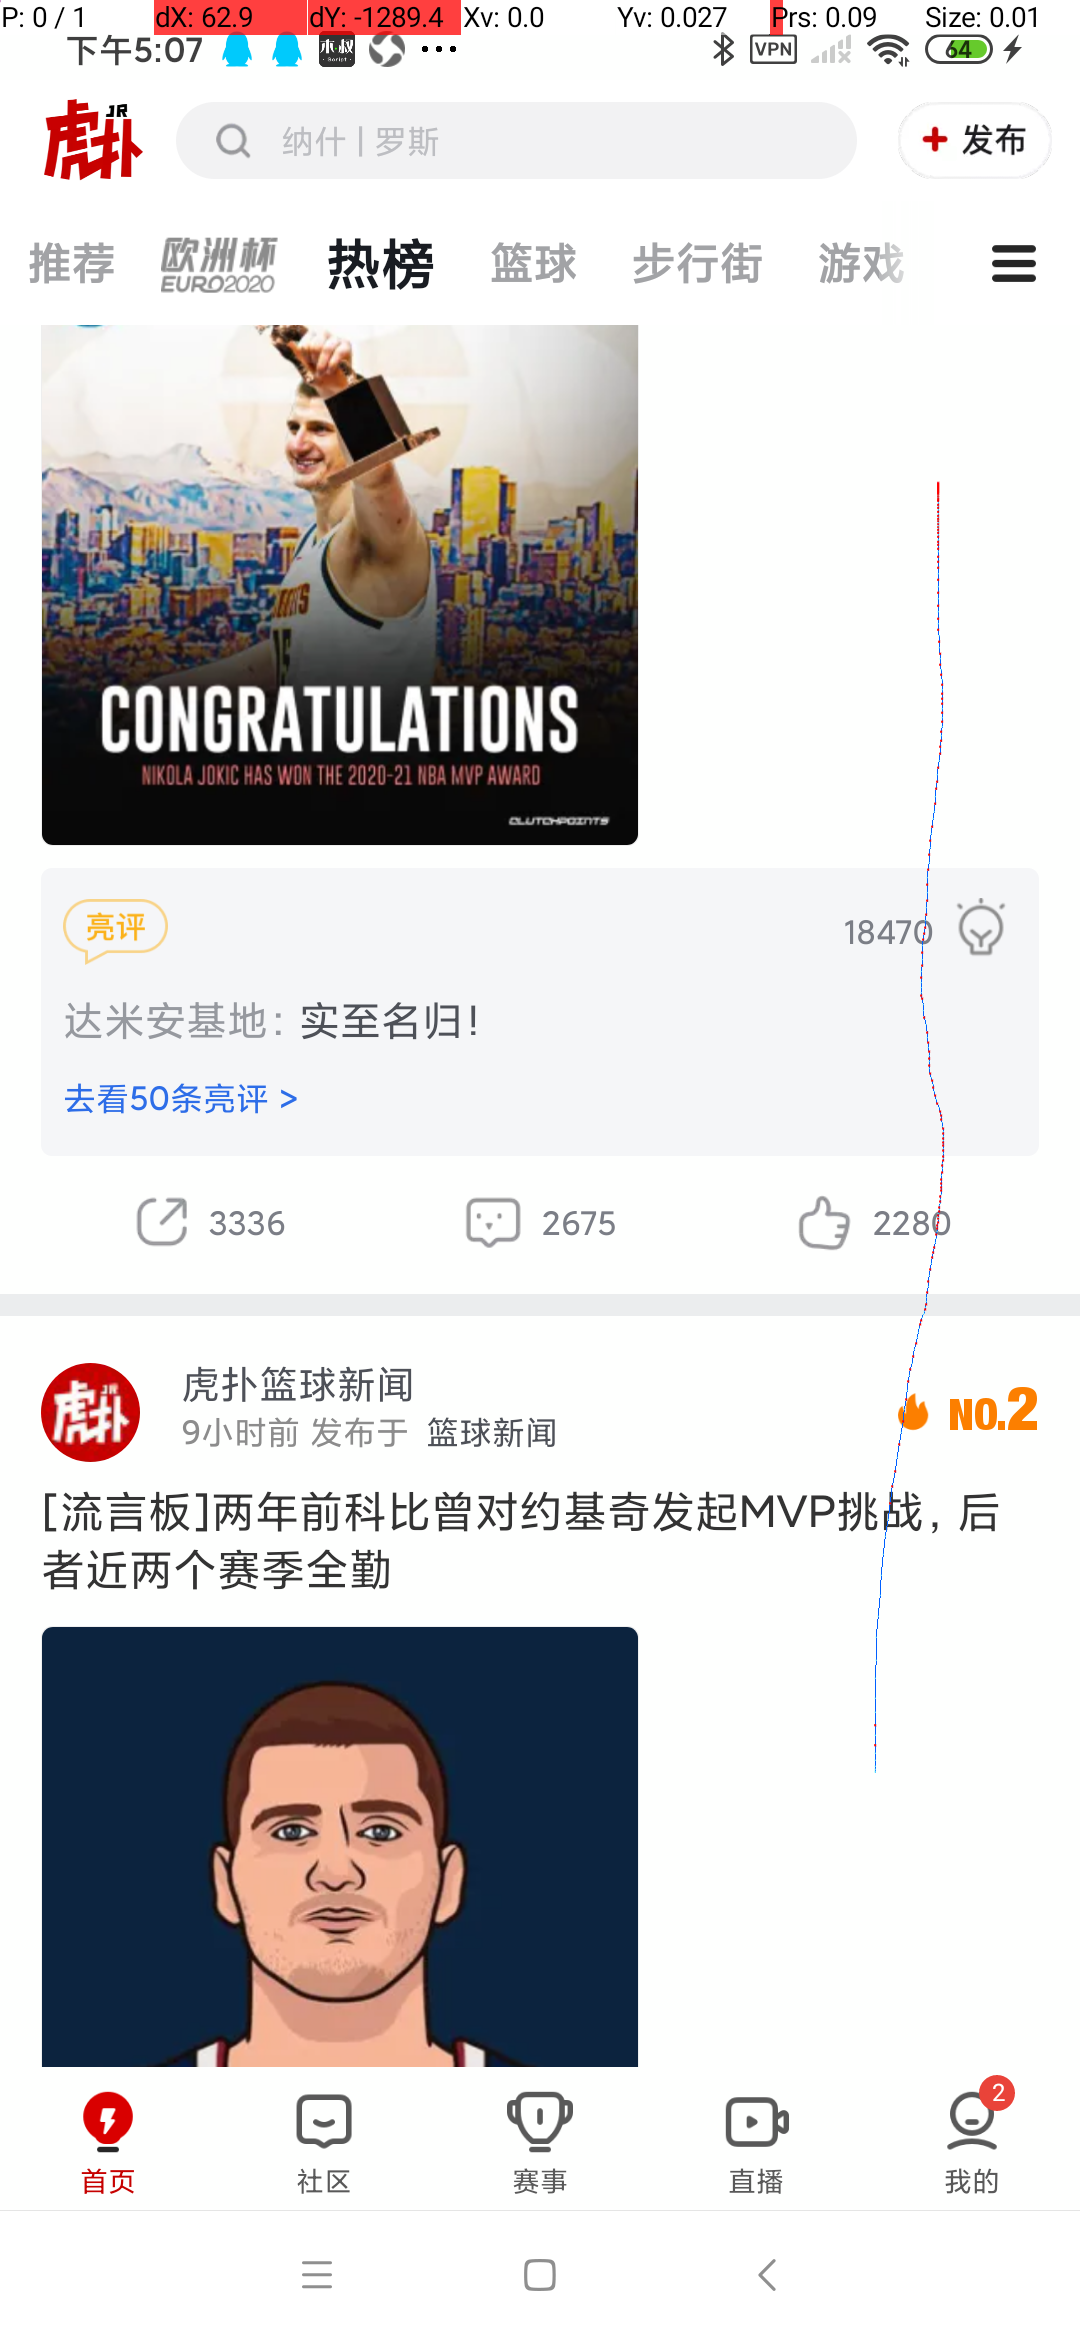 P: 0 / 1 dX: 62.9 dY: -1289.4 Xv: 0.0 Yv: 0.027 Prs: 0.09 Size: 0.01
下午5:07 木叔 Script ··· VPN 64
虎扑 JR 纳什 | 罗斯 发布
推荐 欧洲杯 EURO2020 热榜 篮球 步行街 游戏
CONGRATULATIONS
NIKOLA JOKIC HAS WON THE 2020-21 NBA MVP AWARD
CLUTCHPOINTS
亮评 18470
达米安基地: 实至名归!
去看50条亮评 >
3336 2675 2280
虎扑 JR 虎扑篮球新闻
9小时前 发布于 篮球新闻 NO.2
[流言板]两年前科比曾对约基奇发起MVP挑战，后
者近两个赛季全勤
2
首页 社区 赛事 直播 我的